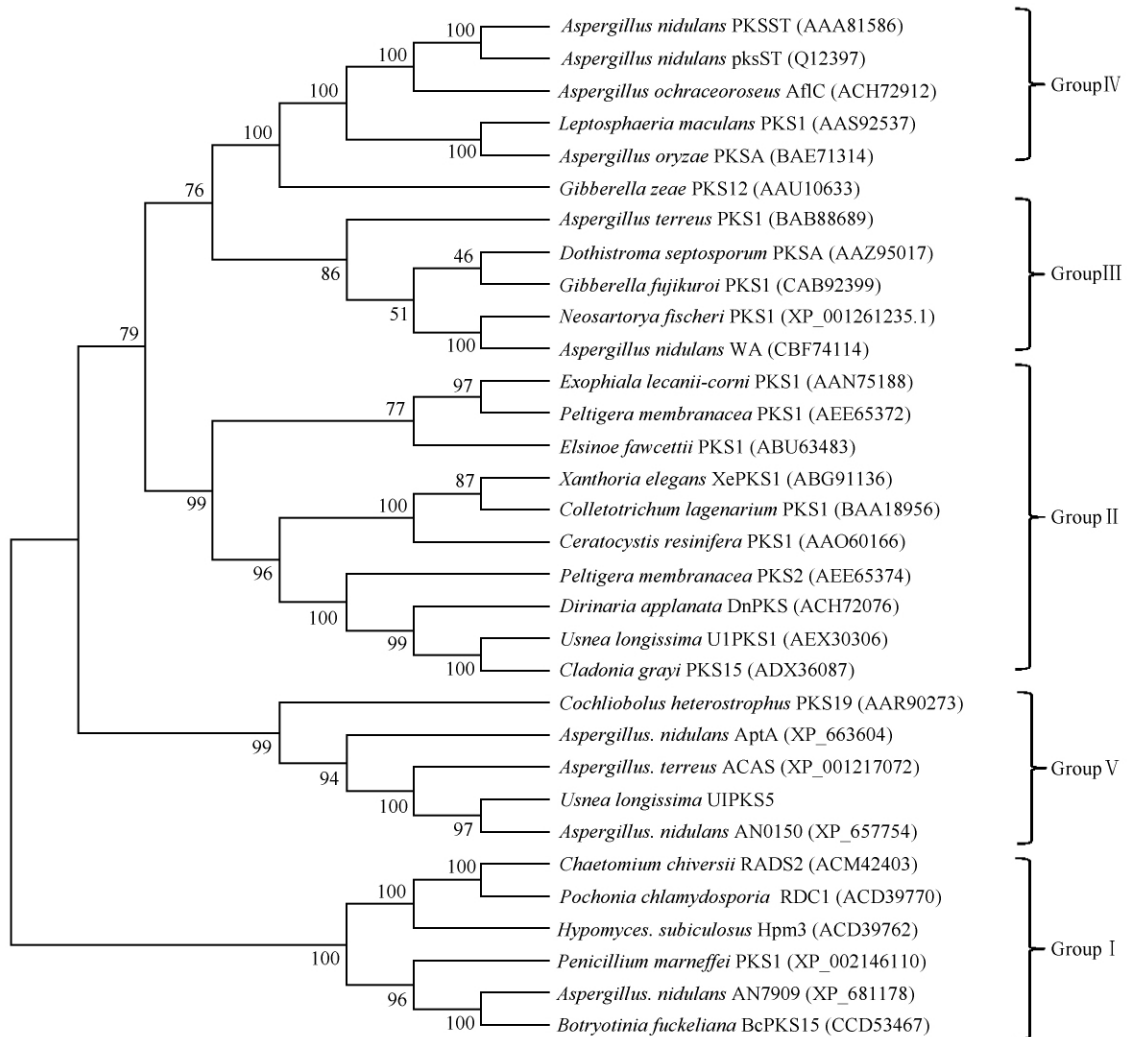 Aspergillus nidulans PKSST (AAA81586)
Aspergillus nidulans pksST (Q12397)
Aspergillus ochraceoroseus AflC (ACH72912)
Leptosphaeria maculans PKS1 (AAS92537)
Aspergillus oryzae PKSA (BAE71314)
Gibberella zeae PKS12 (AAU10633)
Aspergillus terreus PKS1 (BAB88689)
Dothistroma septosporum PKSA (AAZ95017)
Gibberella fujikuroi PKS1 (CAB92399)
Neosartorya fischeri PKS1 (XP_001261235.1)
Aspergillus nidulans WA (CBF74114)
Exophiala lecanii-corni PKS1 (AAN75188)
Peltigera membranacea PKS1 (AEE65372)
Elsinoe fawcettii PKS1 (ABU63483)
Xanthoria elegans XePKS1 (ABG91136)
Colletotrichum lagenarium PKS1 (BAA18956)
Ceratocystis resinifera PKS1 (AAO60166)
Peltigera membranacea PKS2 (AEE65374)
Dirinaria applanata DnPKS (ACH72076)
Usnea longissima U1PKS1 (AEX30306)
Cladonia grayi PKS15 (ADX36087)
Cochliobolus heterostrophus PKS19 (AAR90273)
Aspergillus. nidulans AptA (XP_663604)
Aspergillus. terreus ACAS (XP_001217072)
Usnea longissima UIPKS5
Aspergillus. nidulans AN0150 (XP_657754)
Chaetomium chiversii RADS2 (ACM42403)
Pochonia chlamydosporia RDC1 (ACD39770)
Hypomyces. subiculosus Hpm3 (ACD39762)
Penicillium marneffei PKS1 (XP_002146110)
Aspergillus. nidulans AN7909 (XP_681178)
Botryotinia fuckeliana BcPKS15 (CCD53467)
Group IV
Group III
Group II
Group V
Group I
100
100
100
100
100
76
46
86
51
100
79
97
77
99
87
100
96
100
99
100
99
94
100
97
100
100
100
96
100